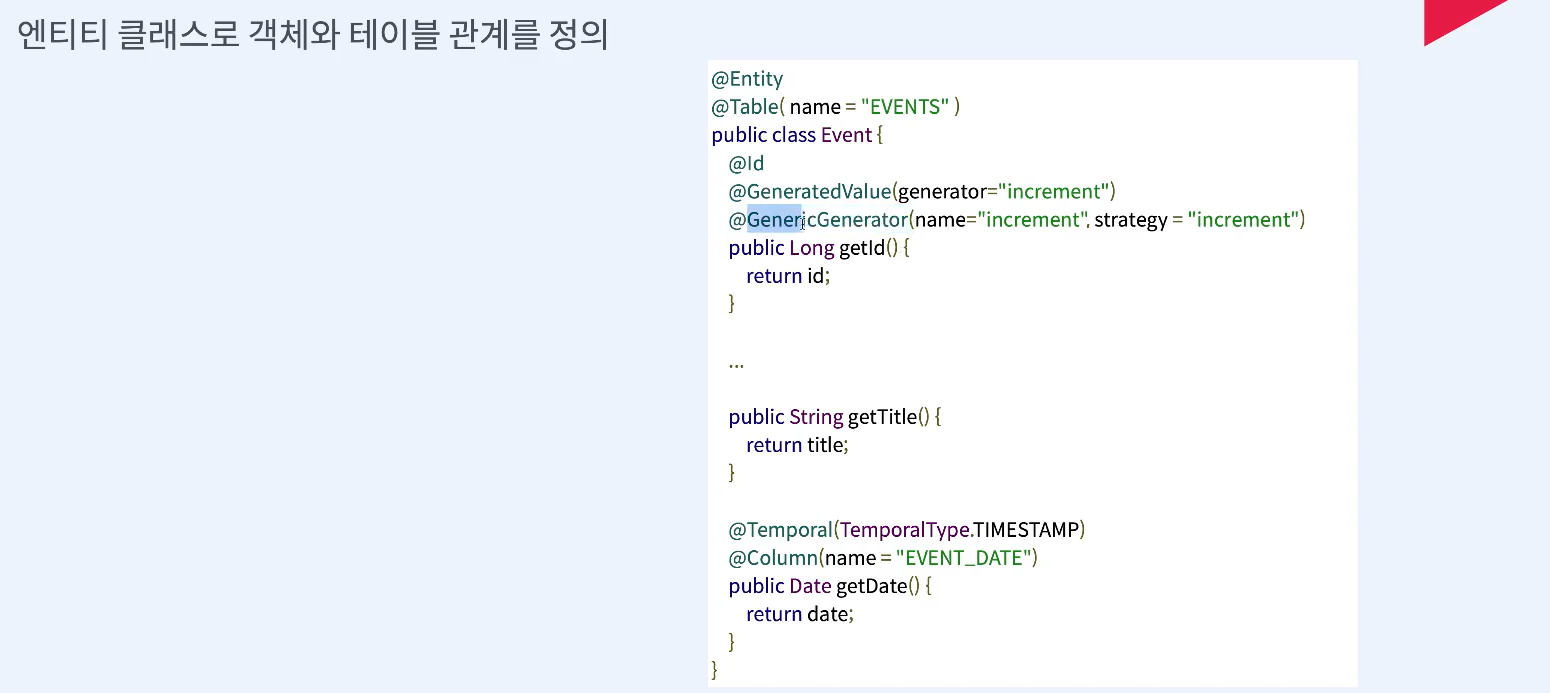 엔티티 클래스로 객체와 테이블 관계를 정의
@Entity
@Table( name = "EVENTS" )
public class Event {
@Id
@GeneratedValue(generator="increment")
@GenericGenerator(name="increment", strategy = "increment")
public Long getId() {
return id;
}
...
public String getTitle() {
return title;
}
@Temporal(TemporalType.TIMESTAMP)
@Column(name = "EVENT_DATE")
public Date getDate() {
return date;
}
}